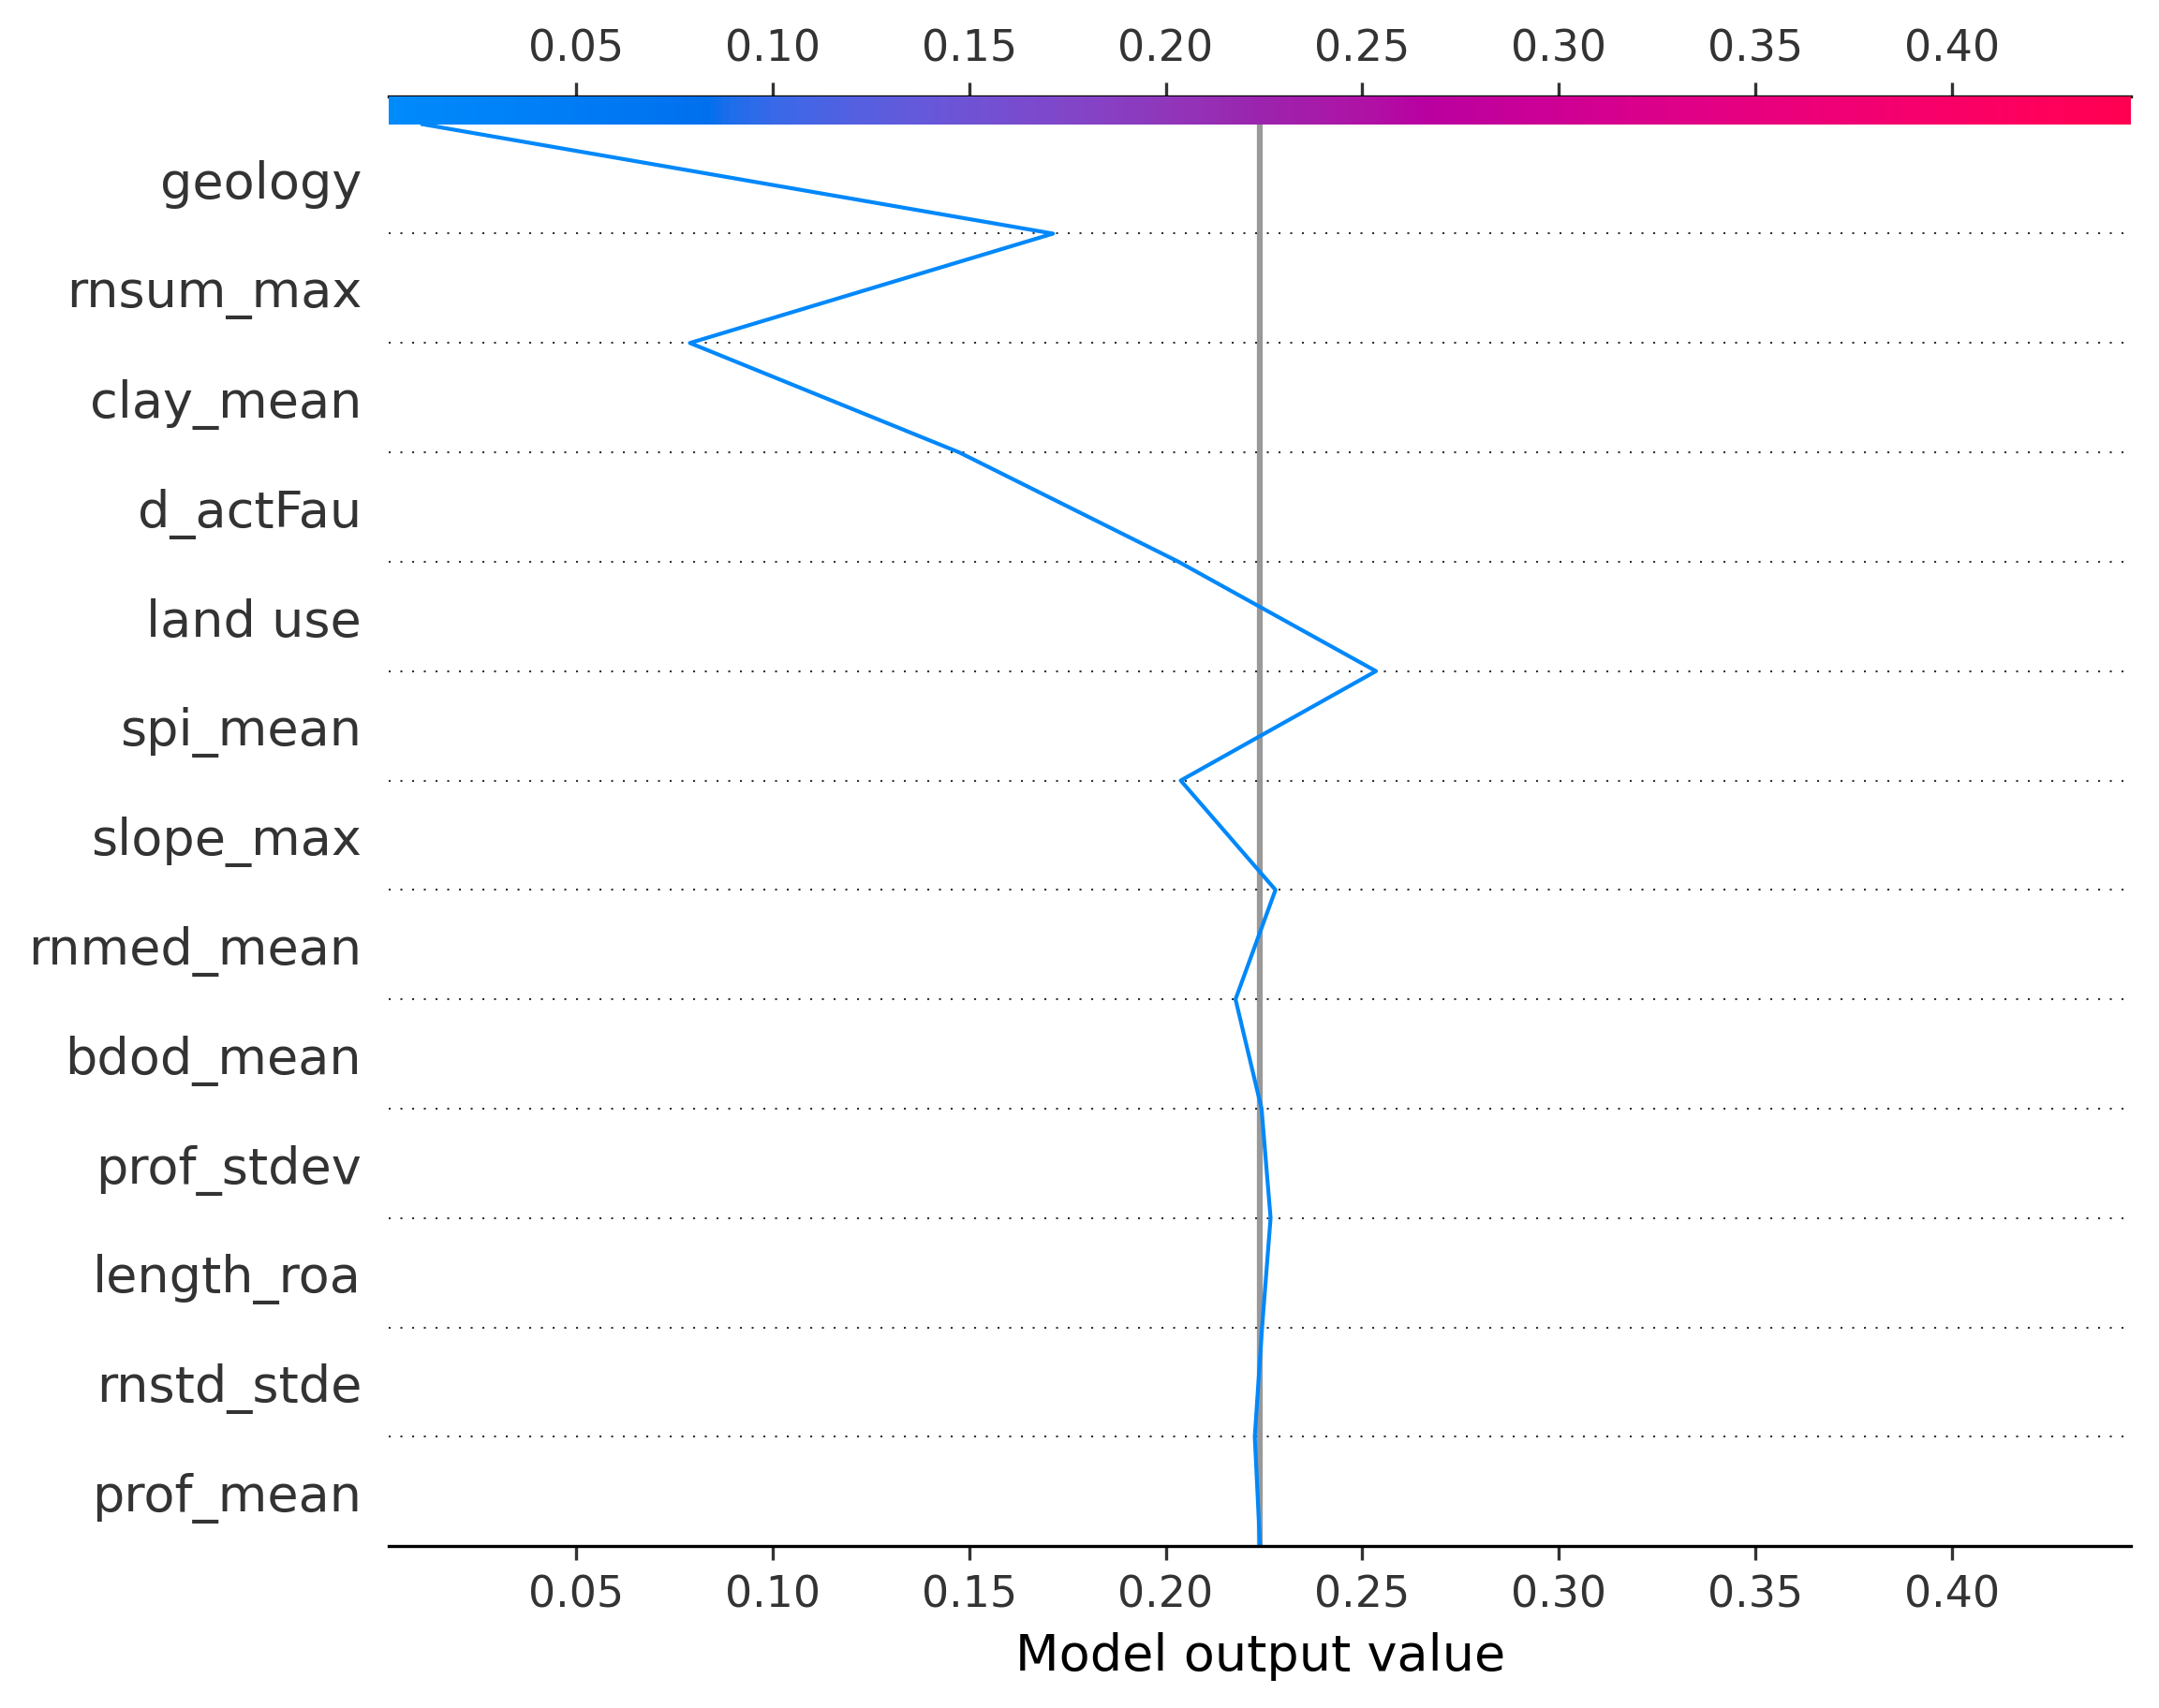 0.05 0.10 0.15 0.20 0.25 0.30 0.35 0.40
geology
rnsum_max
clay_mean
d_actFau
land use
spi_mean
slope_max
rnmed_mean
bdod_mean
prof_stdev
length_roa
rnstd_stde
prof_mean
0.05 0.10 0.15 0.20 0.25 0.30 0.35 0.40
Model output value